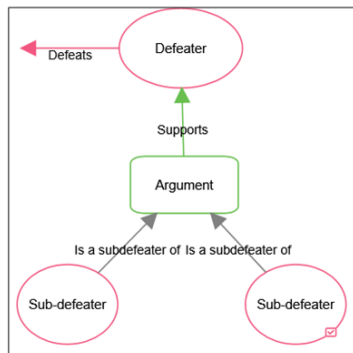 Defeater
Defeats
Supports
Argument
Is a subdefeater of Is a subdefeater of
Sub-defeater Sub-defeater